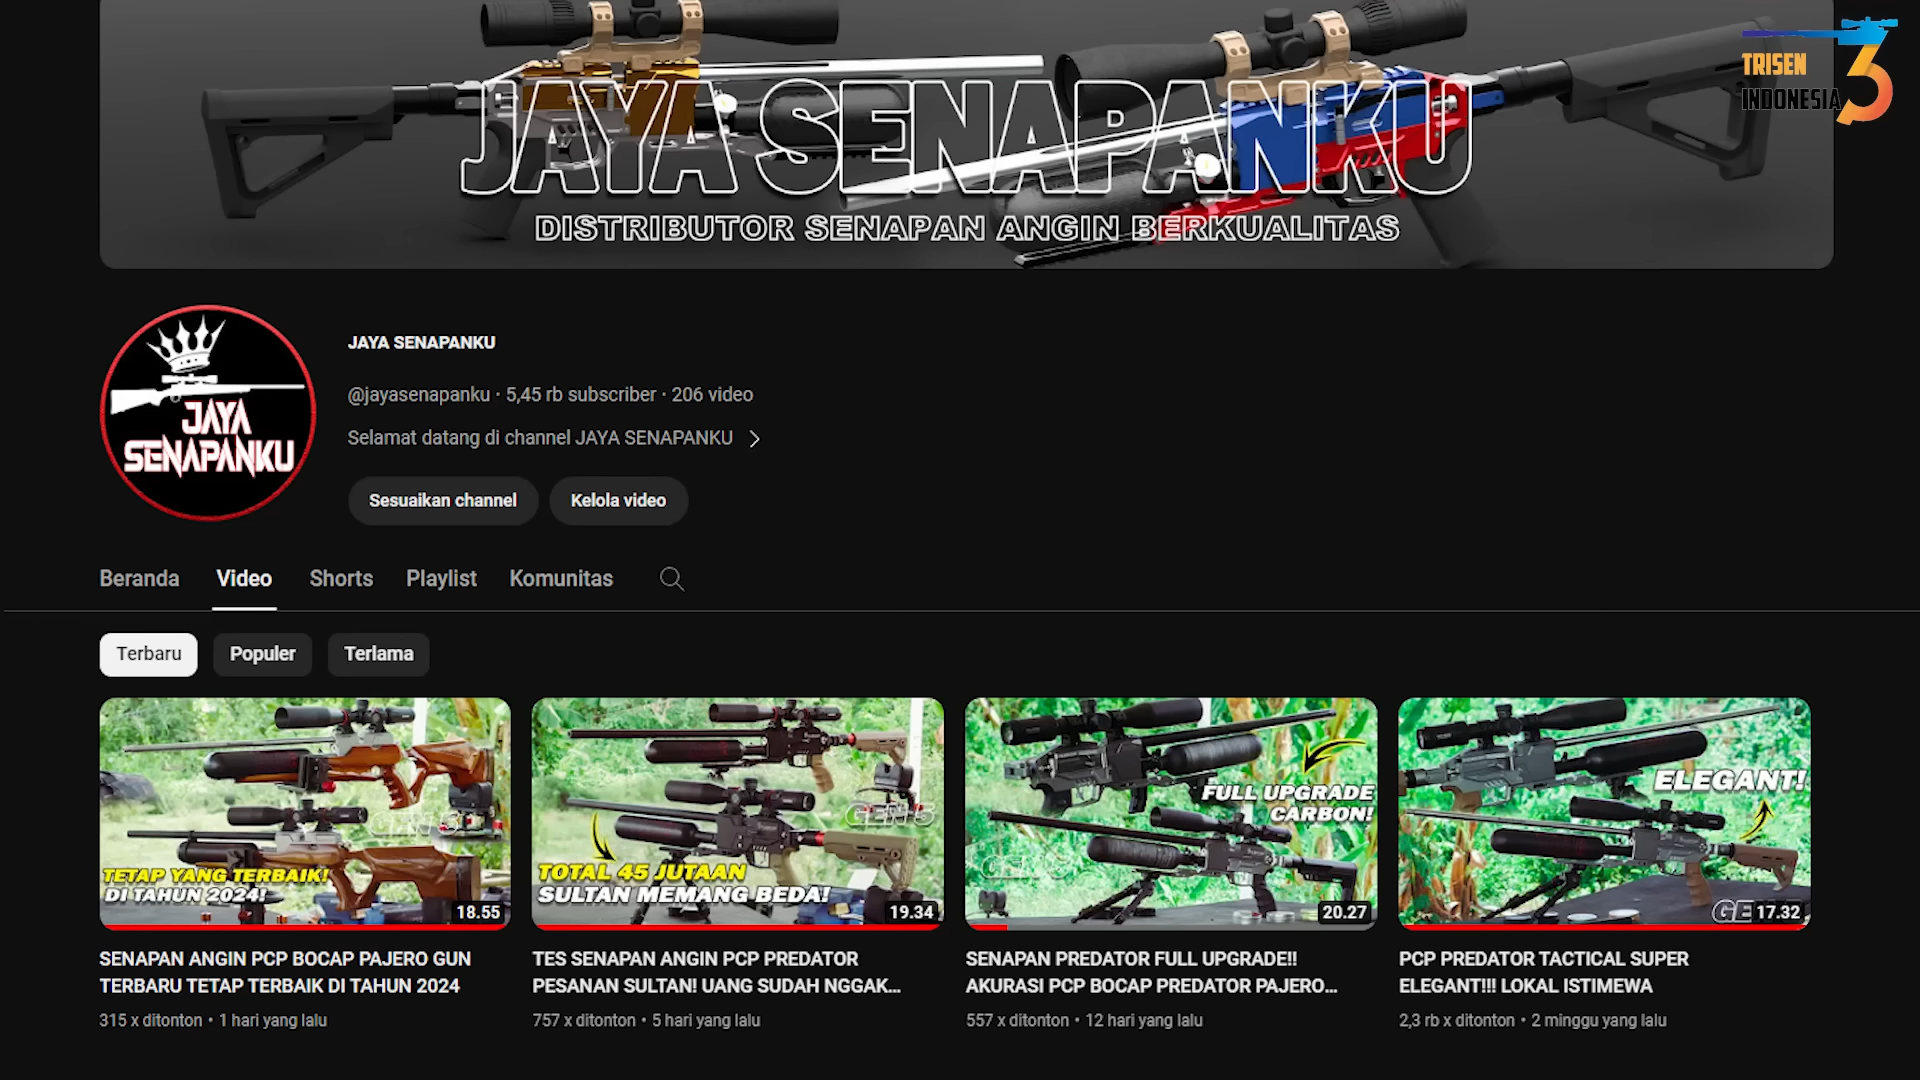 JAYA SENAPANKU
DISTRIBUTOR SENAPAN ANGIN BERKUALITAS
TRISEN
INDONESIA
3
JAYA
SENAPANKU
JAYA SENAPANKU
@jayasenapanku · 5,45 rb subscriber · 206 video
Selamat datang di channel JAYA SENAPANKU
Sesuaikan channel
Kelola video
Beranda
Video
Shorts
Playlist
Komunitas
Terbaru
Populer
Terlama
TETAP YANG TERBAIK!
DI TAHUN 2024!
18.55
GEN 5
TOTAL 45 JUTAAN
SULTAN MEMANG BEDA!
19.34
FULL UPGRADE
CARBON!
20.27
ELEGANT!
17.32
SENAPAN ANGIN PCP BOCAP PAJERO GUN
TERBARU TETAP TERBAIK DI TAHUN 2024
315 x ditonton • 1 hari yang lalu
TES SENAPAN ANGIN PCP PREDATOR
PESANAN SULTAN! UANG SUDAH NGGAK...
757 x ditonton • 5 hari yang lalu
SENAPAN PREDATOR FULL UPGRADE!!
AKURASI PCP BOCAP PREDATOR PAJERO...
557 x ditonton • 12 hari yang lalu
PCP PREDATOR TACTICAL SUPER
ELEGANT!!! LOKAL ISTIMEWA
2,3 rb x ditonton • 2 minggu yang lalu